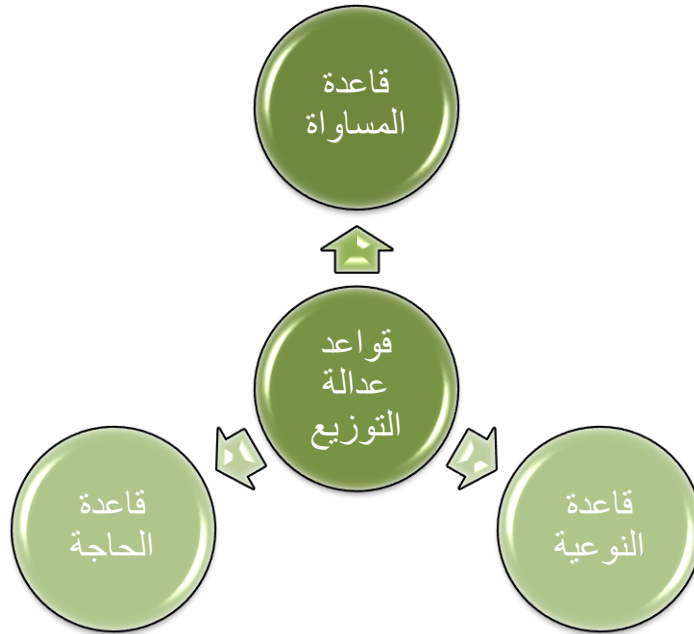 قاعدة
المساواة
قواعد
عدالة
التوزيع
قاعدة
النوعية
قاعدة
الحاجة